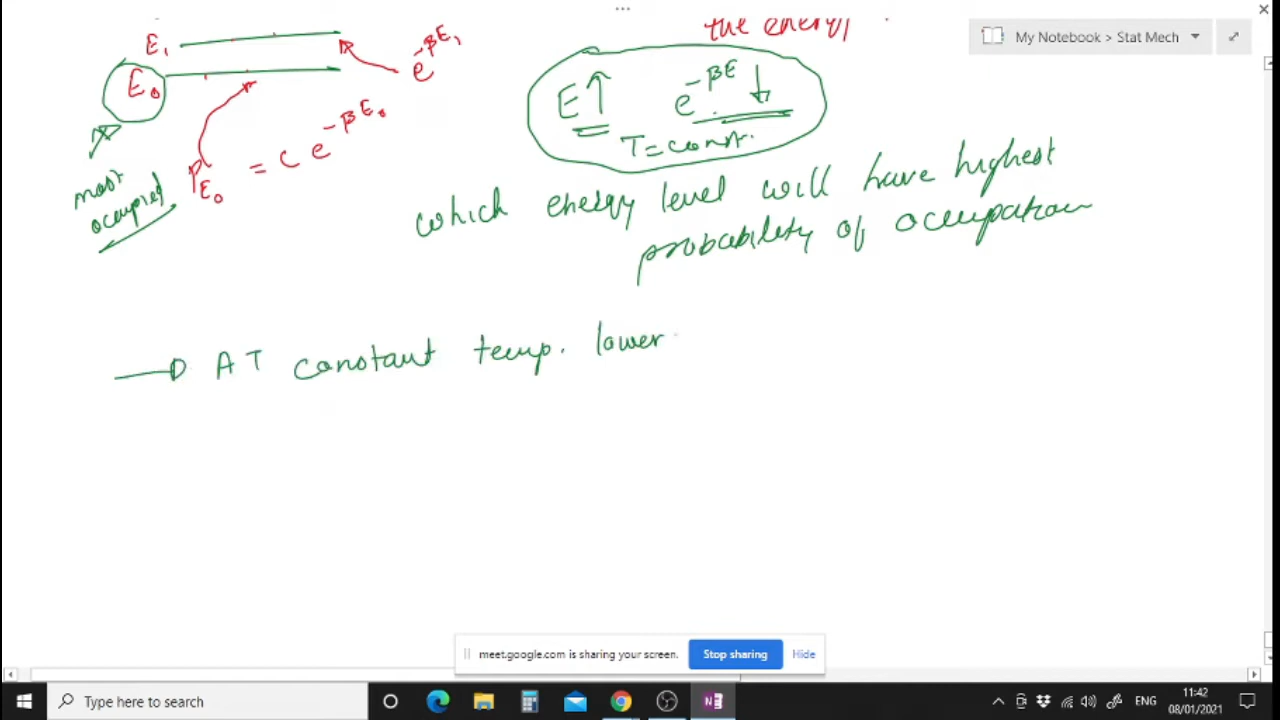 the energy
My Notebook > Stat Mech
E₁
e^-βE₁
E₀
E↑ e^-βE ↓
T = const.
P_E₀ = c e^-βE₀
most
occupied
which energy level will have highest
probability of occupation
AT constant temp. lower
meet.google.com is sharing your screen. Stop sharing Hide
Type here to search
ENG
11:42
08/01/2021